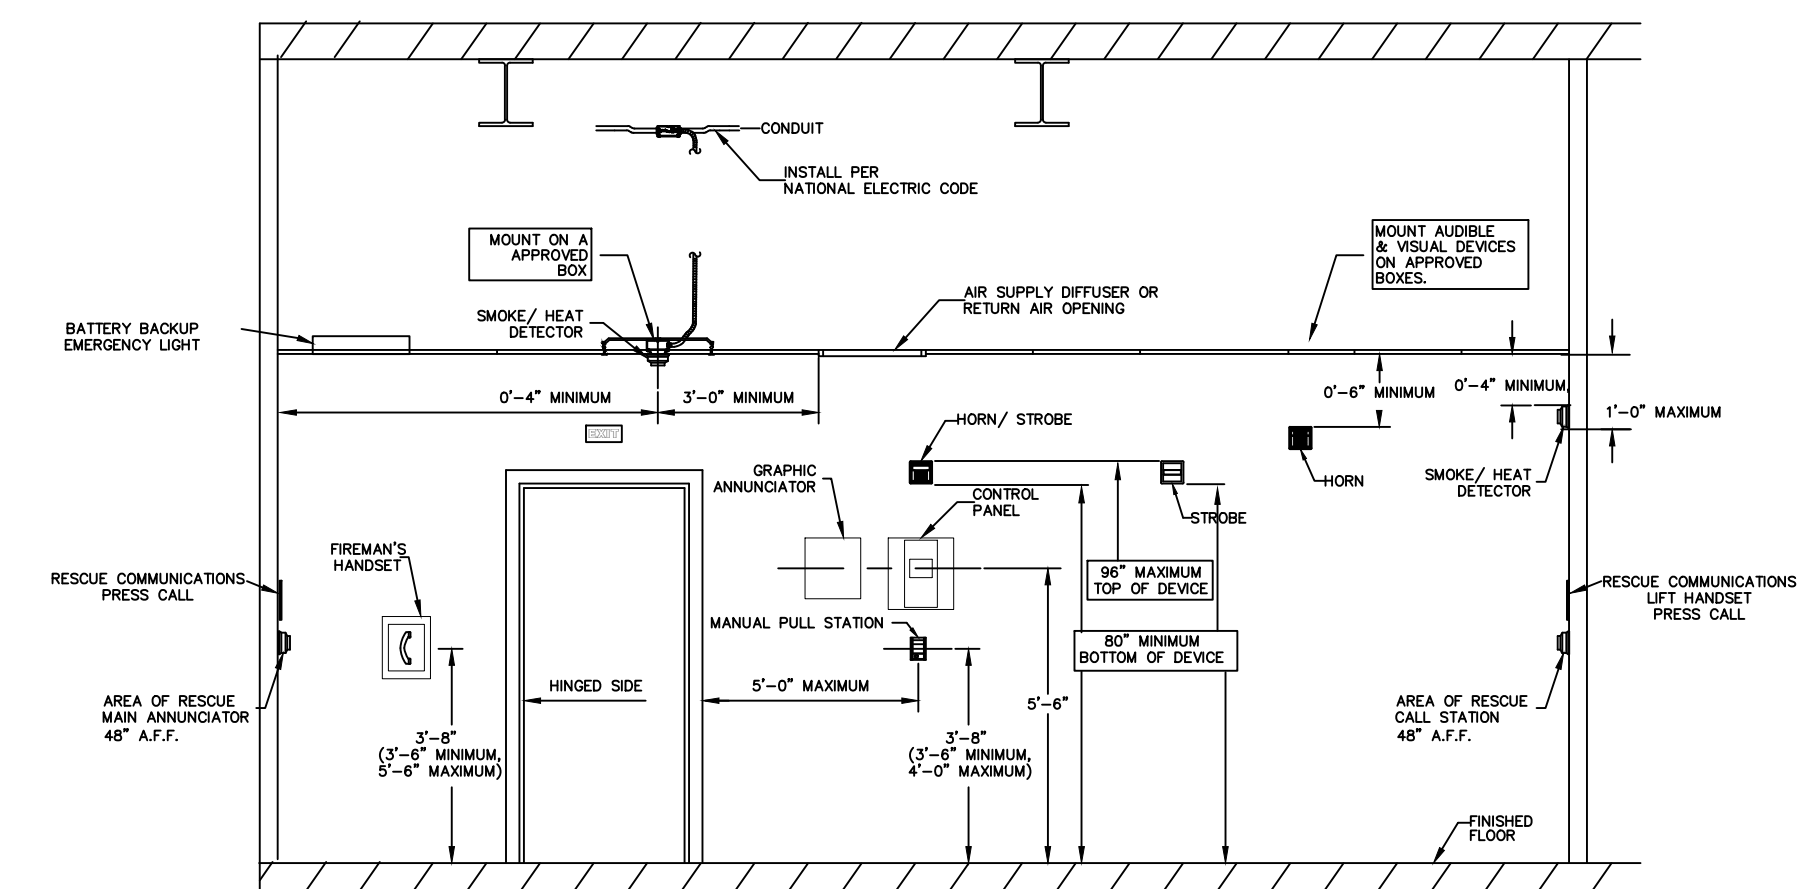 CONDUIT
INSTALL PER
NATIONAL ELECTRIC CODE
MOUNT ON A
APPROVED
BOX
MOUNT AUDIBLE
& VISUAL DEVICES
ON APPROVED
BOXES.
AIR SUPPLY DIFFUSER OR
RETURN AIR OPENING
SMOKE/ HEAT
DETECTOR
BATTERY BACKUP
EMERGENCY LIGHT
0'-4" MINIMUM
3'-0" MINIMUM
0'-6" MINIMUM
0'-4" MINIMUM,
1'-0" MAXIMUM
EXIT
HORN/ STROBE
GRAPHIC
ANNUNCIATOR
CONTROL
PANEL
STROBE
HORN
SMOKE/ HEAT
DETECTOR
FIREMAN'S
HANDSET
RESCUE COMMUNICATIONS
PRESS CALL
96" MAXIMUM
TOP OF DEVICE
RESCUE COMMUNICATIONS
LIFT HANDSET
PRESS CALL
MANUAL PULL STATION
80" MINIMUM
BOTTOM OF DEVICE
HINGED SIDE
5'-0" MAXIMUM
5'-6"
AREA OF RESCUE
MAIN ANNUNCIATOR
48" A.F.F.
3'-8"
(3'-6" MINIMUM,
5'-6" MAXIMUM)
3'-8"
(3'-6" MINIMUM,
4'-0" MAXIMUM)
AREA OF RESCUE
CALL STATION
48" A.F.F.
FINISHED
FLOOR